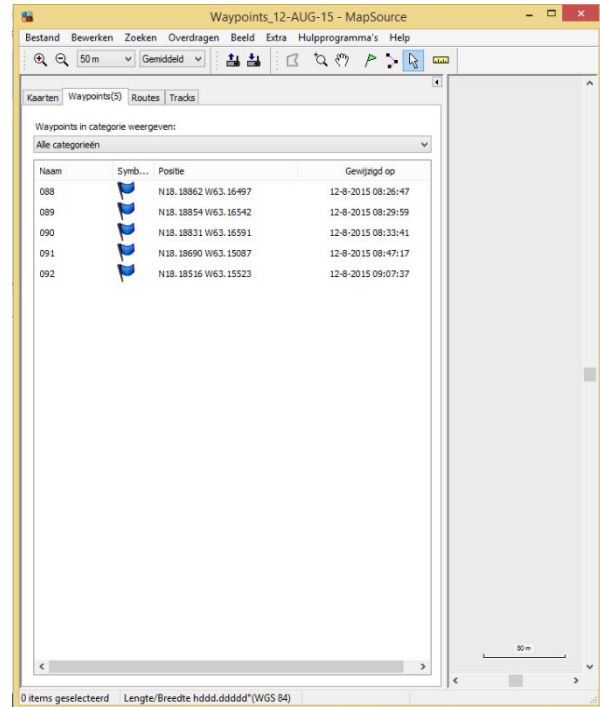 Waypoints_12-AUG-15 - MapSource
Bestand Bewerken Zoeken Overdragen Beeld Extra Hulpprogramma's Help
50 m Gemiddeld
Kaarten Waypoints(5) Routes Tracks
Waypoints in categorie weergeven:
Alle categorieën
Naam Symb... Positie Gewijzigd op
088 N18.18862 W63.16497 12-8-2015 08:26:47
089 N18.18854 W63.16542 12-8-2015 08:29:59
090 N18.18831 W63.16591 12-8-2015 08:33:41
091 N18.18690 W63.15087 12-8-2015 08:47:17
092 N18.18516 W63.15523 12-8-2015 09:07:37
50 m
0 items geselecteerd Lengte/Breedte hddd.ddddd°(WGS 84)